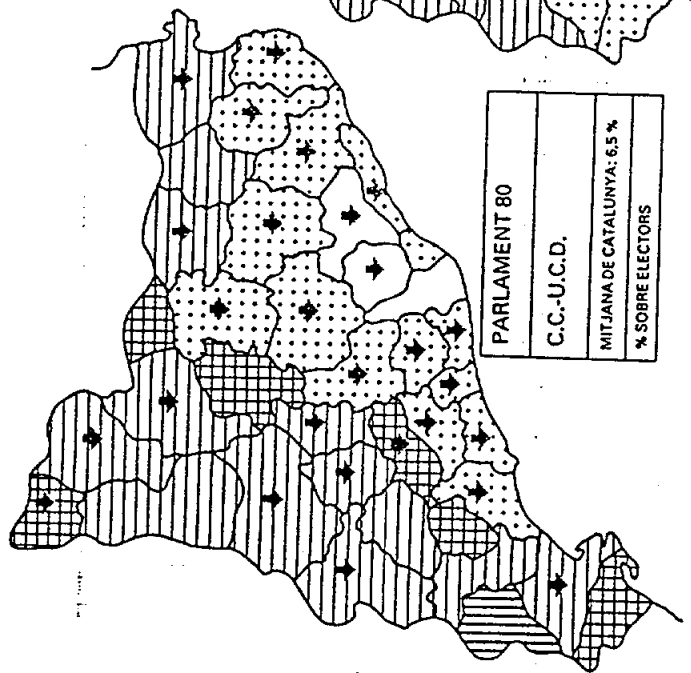 PARLAMENT 80
C.C.-U.C.D.
MITJANA DE CATALUNYA: 6,5 %
% SOBRE ELECTORS